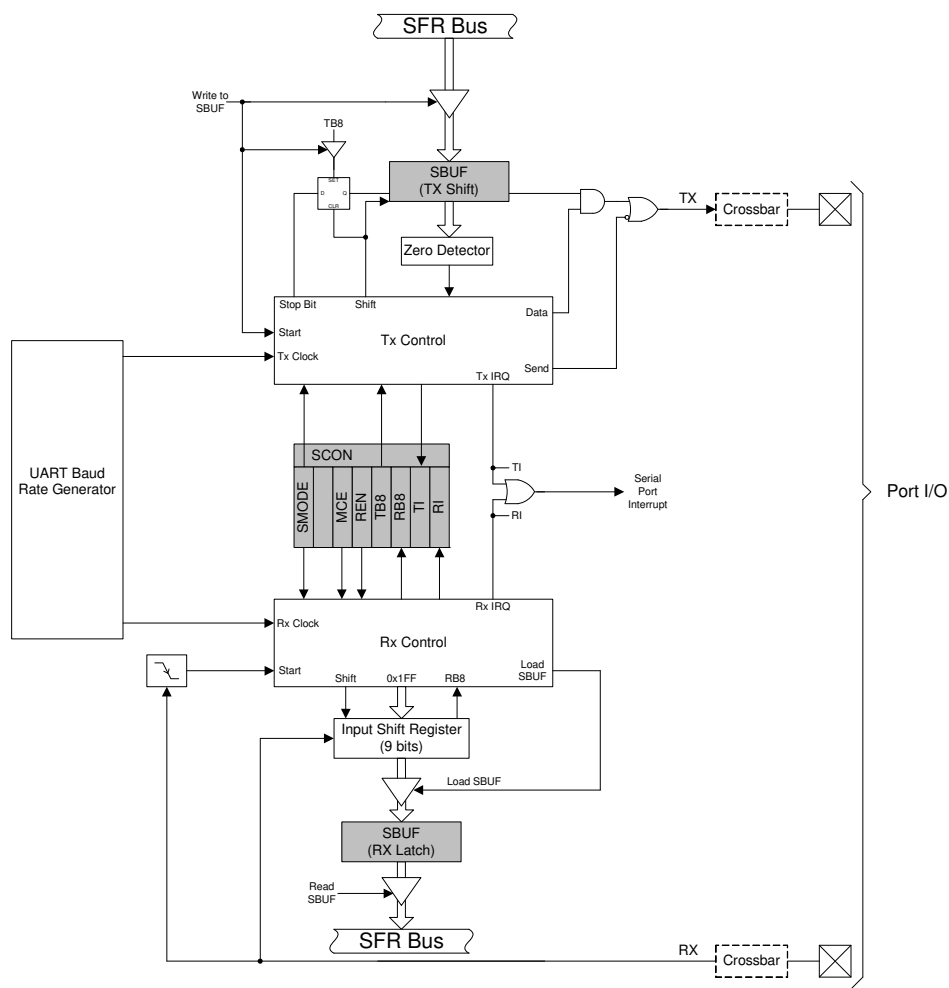 SFR Bus
Write to
SBUF
TB8
SBUF
(TX Shift)
SET
D
Q
CLR
TX
Crossbar
Zero Detector
Stop Bit
Shift
Data
Start
Tx Control
Tx Clock
Send
Tx IRQ
UART Baud
Rate Generator
SCON
SMODE
MCE
REN
TB8
RB8
TI
RI
TI
RI
Serial
Port
Interrupt
Port I/O
Rx IRQ
Rx Clock
Rx Control
Start
Load
SBUF
Shift
0x1FF
RB8
Input Shift Register
(9 bits)
Load SBUF
SBUF
(RX Latch)
Read
SBUF
SFR Bus
RX
Crossbar